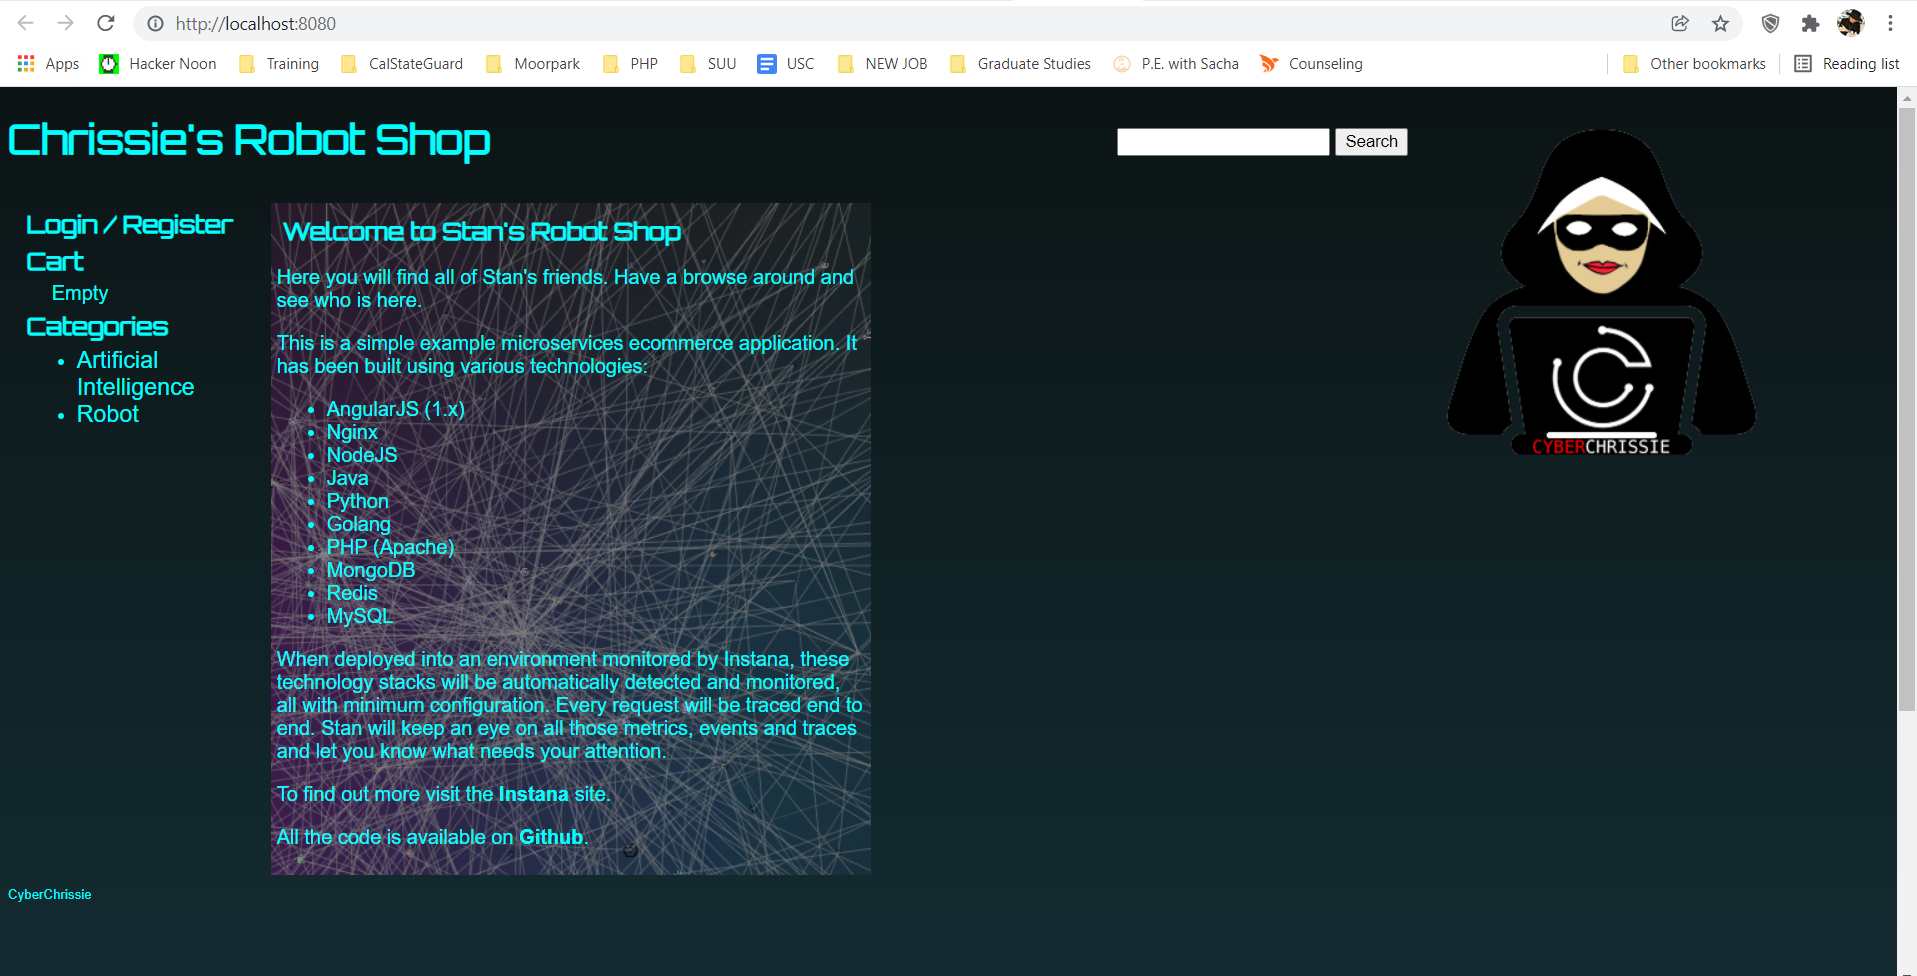 http://localhost:8080
Apps Hacker Noon Training CalStateGuard Moorpark PHP SUU USC NEW JOB Graduate Studies P.E. with Sacha Counseling Other bookmarks Reading list
Chrissie's Robot Shop
Search
Login / Register
Cart
Empty
Categories
Artificial
Intelligence
Robot
Welcome to Stan's Robot Shop
Here you will find all of Stan's friends. Have a browse around and
see who is here.
This is a simple example microservices ecommerce application. It
has been built using various technologies:
AngularJS (1.x)
Nginx
NodeJS
Java
Python
Golang
PHP (Apache)
MongoDB
Redis
MySQL
When deployed into an environment monitored by Instana, these
technology stacks will be automatically detected and monitored,
all with minimum configuration. Every request will be traced end to
end. Stan will keep an eye on all those metrics, events and traces
and let you know what needs your attention.
To find out more visit the Instana site.
All the code is available on Github.
CYBERCHRISSIE
CyberChrissie